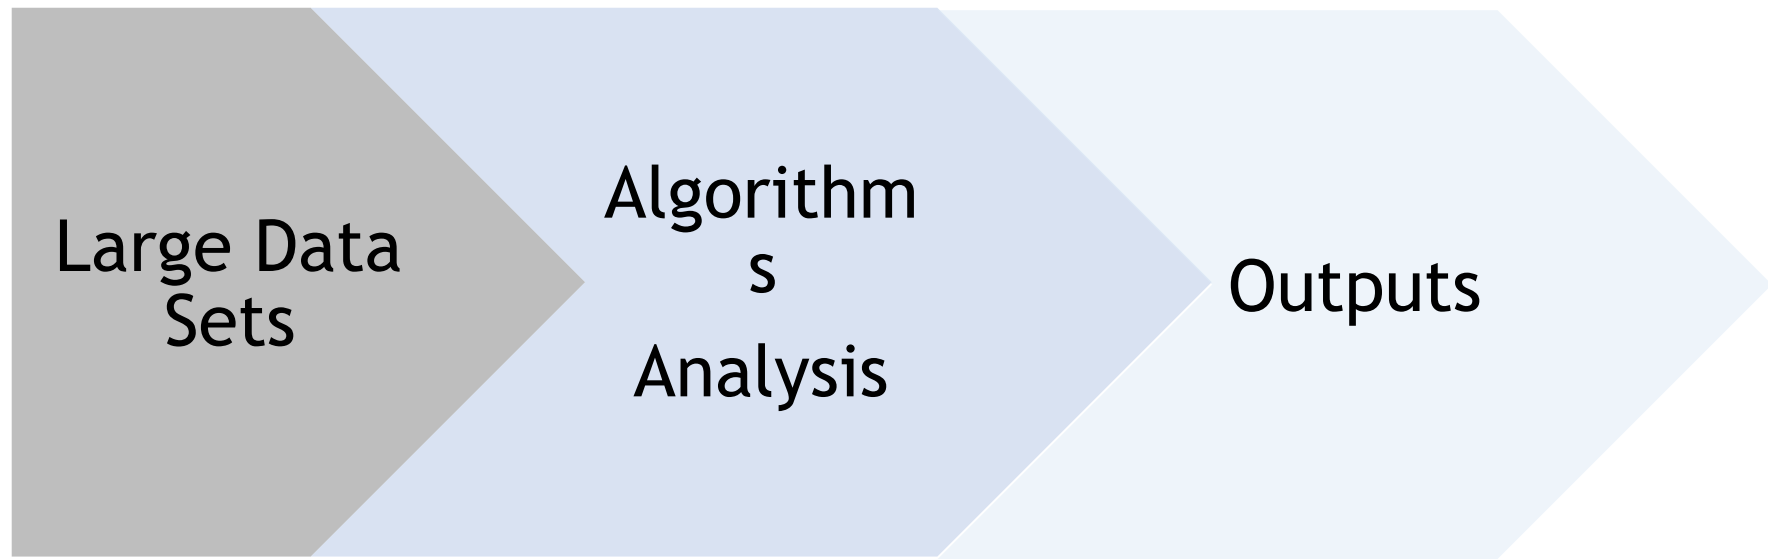 Large Data
Sets
Algorithm
s
Analysis
Outputs